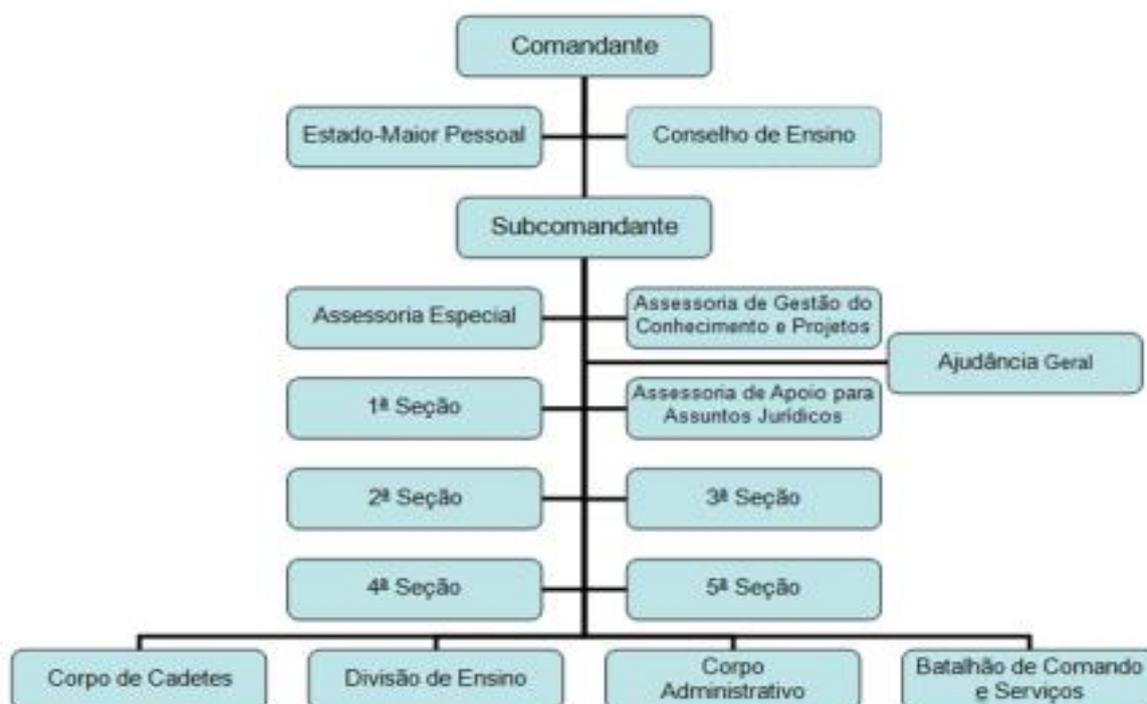 Comandante
Estado-Maior Pessoal
Conselho de Ensino
Subcomandante
Assessoria Especial
Assessoria de Gestão do
Conhecimento e Projetos
Ajudância Geral
1ª Seção
Assessoria de Apoio para
Assuntos Jurídicos
2ª Seção
3ª Seção
4ª Seção
5ª Seção
Corpo de Cadetes
Divisão de Ensino
Corpo
Administrativo
Batalhão de Comando
e Serviços